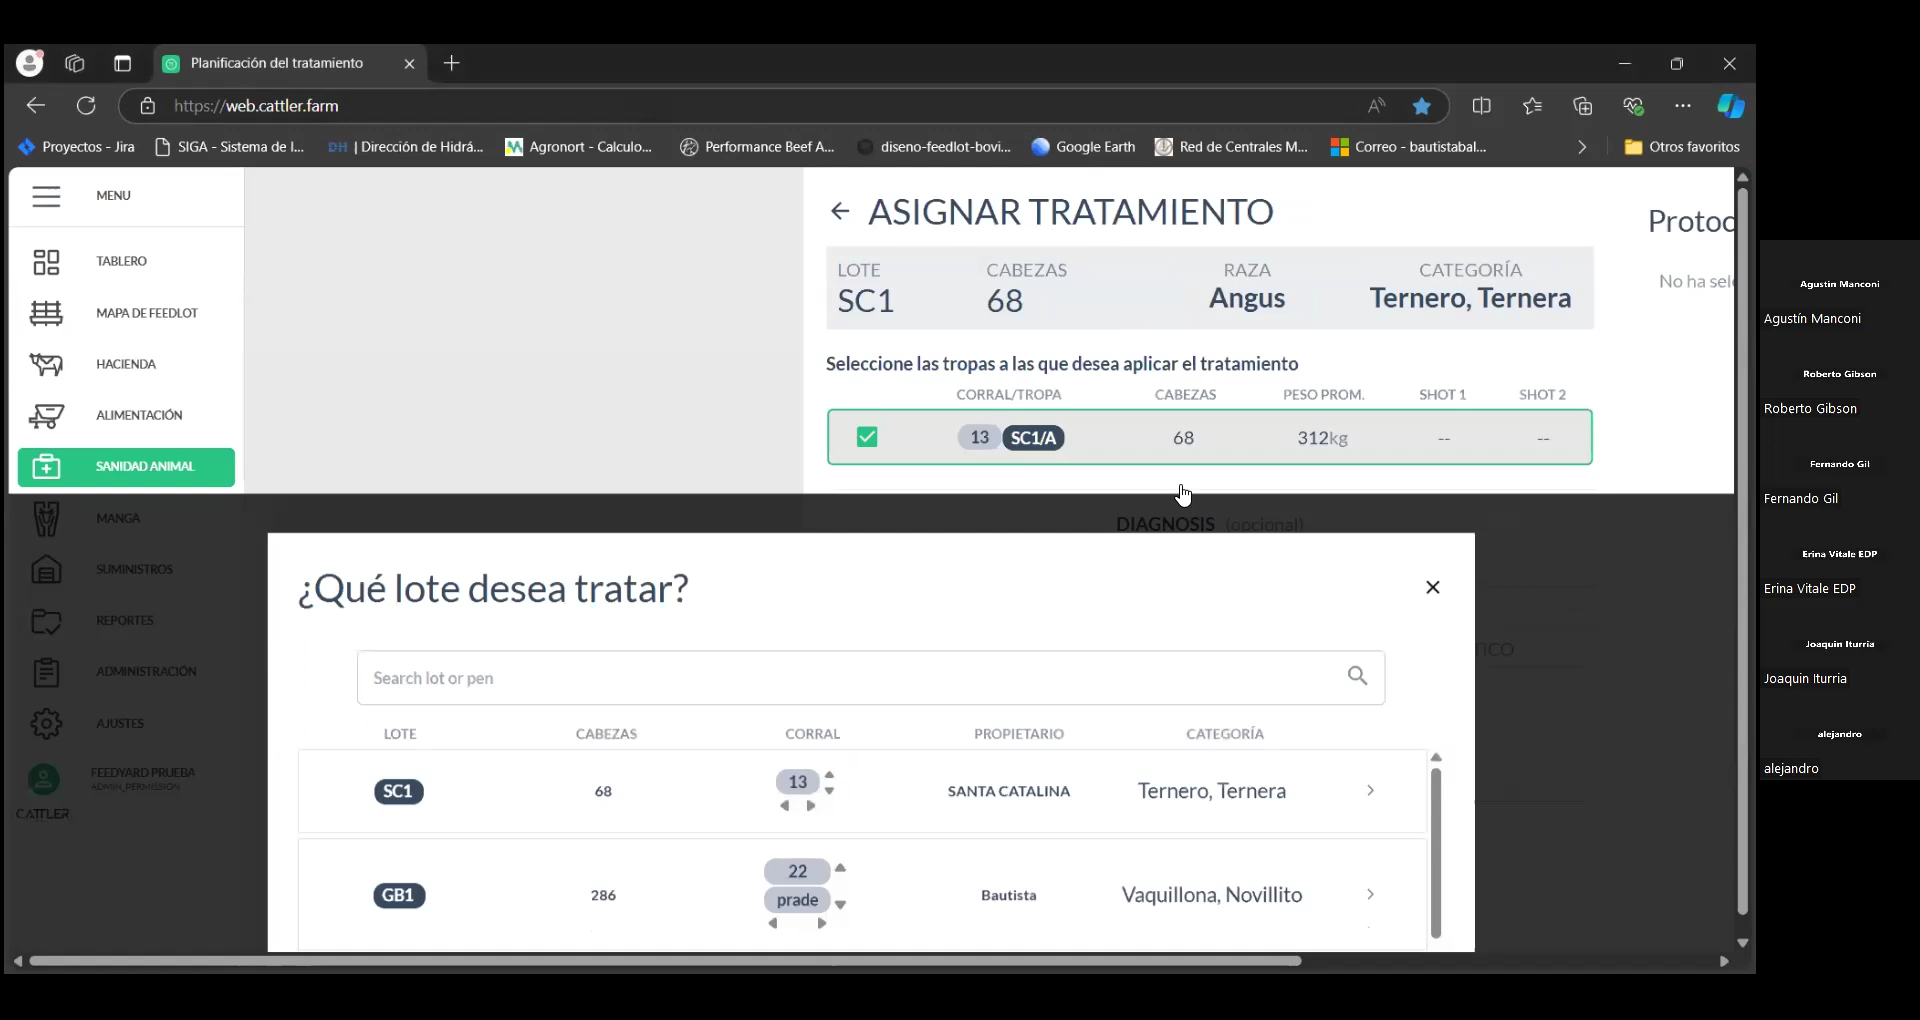 Planificación del tratamiento
https://web.cattler.farm
Proyectos - Jira
SIGA - Sistema de I...
DH | Dirección de Hidrá...
Agronort - Calculo...
Performance Beef A...
diseno-feedlot-bovi...
Google Earth
Red de Centrales M...
Correo - bautistabal...
Otros favoritos
MENU
TABLERO
MAPA DE FEEDLOT
HACIENDA
ALIMENTACIÓN
SANIDAD ANIMAL
MANGA
SUMINISTROS
REPORTES
ADMINISTRACIÓN
AJUSTES
FEEDYARD PRUEBA
ADMIN_PERMISSION
CATTLER
ASIGNAR TRATAMIENTO
Protoc
No ha sele
LOTE CABEZAS RAZA CATEGORÍA
SC1 68 Angus Ternero, Ternera
Seleccione las tropas a las que desea aplicar el tratamiento
CORRAL/TROPA CABEZAS PESO PROM. SHOT 1 SHOT 2
13 SC1/A 68 312kg -- --
DIAGNOSIS (opcional)
TICO
¿Qué lote desea tratar?
Search lot or pen
LOTE CABEZAS CORRAL PROPIETARIO CATEGORÍA
SC1 68 13 SANTA CATALINA Ternero, Ternera
GB1 286 22 prade Bautista Vaquillona, Novillito
Agustin Manconi
Agustín Manconi
Roberto Gibson
Roberto Gibson
Fernando Gil
Fernando Gil
Erina Vitale EDP
Erina Vitale EDP
Joaquin Iturria
Joaquin Iturria
alejandro
alejandro